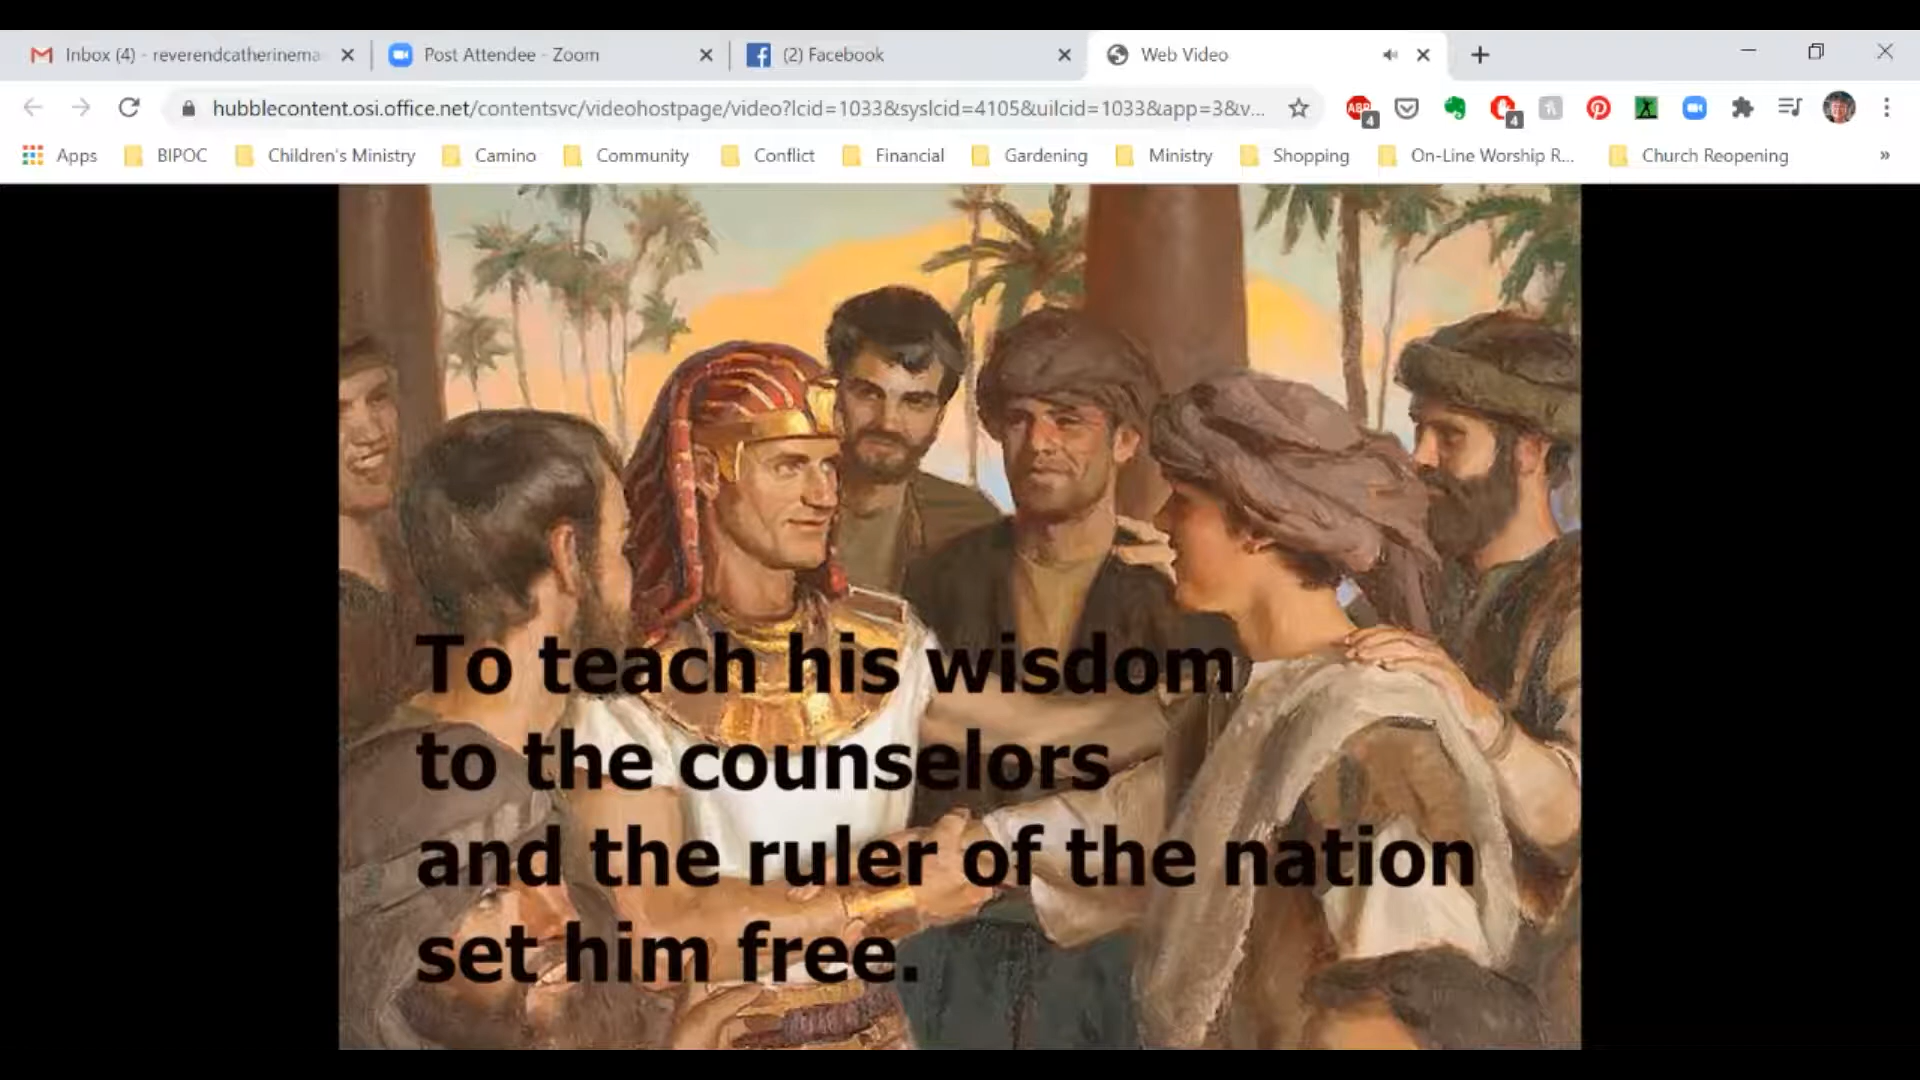 Inbox (4) - reverendcatherinema
Post Attendee - Zoom
(2) Facebook
Web Video
hubblecontent.osi.office.net/contentsvc/videohostpage/video?lcid=1033&syslcid=4105&uilcid=1033&app=3&v...
ABP
4
4
Apps
BIPOC
Children's Ministry
Camino
Community
Conflict
Financial
Gardening
Ministry
Shopping
On-Line Worship R...
Church Reopening
»
To teach his wisdom
to the counselors
and the ruler of the nation
set him free.